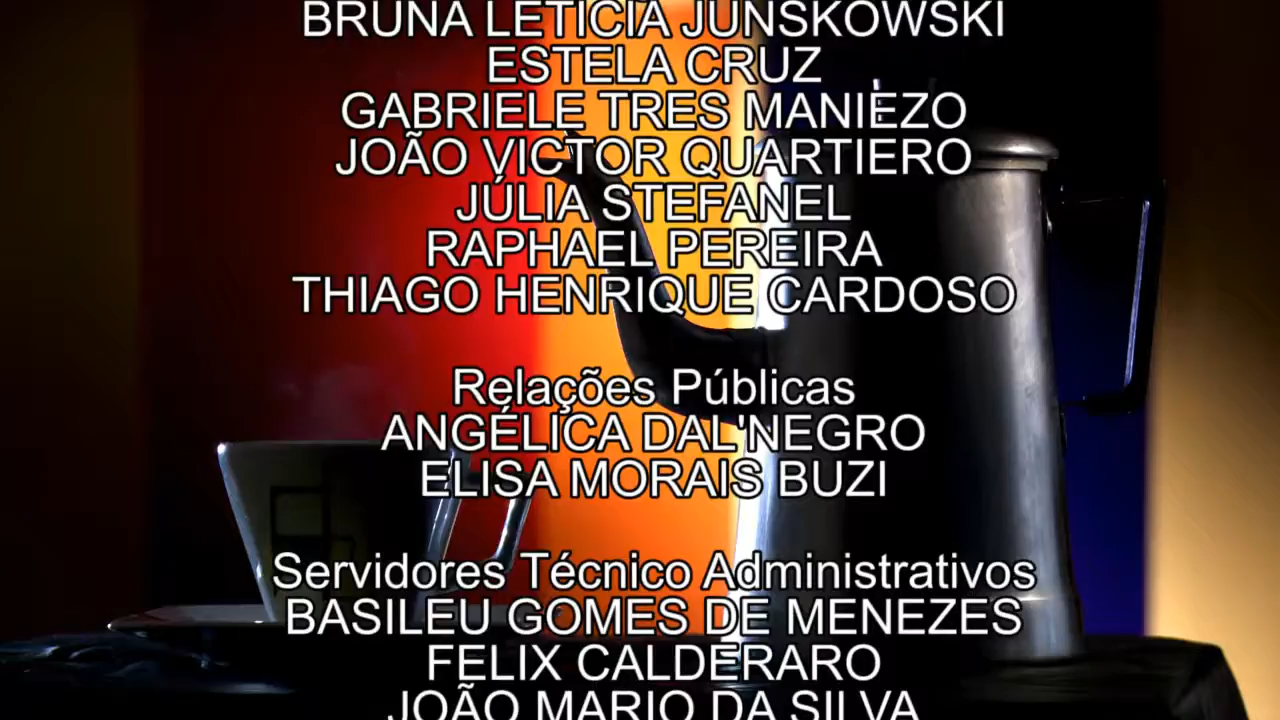 BRUNA LETICIA JUNSKOWSKI
ESTELA CRUZ
GABRIELE TRES MANIEZO
JOÃO VICTOR QUARTIERO
JÚLIA STEFANEL
RAPHAEL PEREIRA
THIAGO HENRIQUE CARDOSO
Relações Públicas
ANGÉLICA DAL'NEGRO
ELISA MORAIS BUZI
Servidores Técnico Administrativos
BASILEU GOMES DE MENEZES
FELIX CALDERARO
JOÃO MARIO DA SILVA